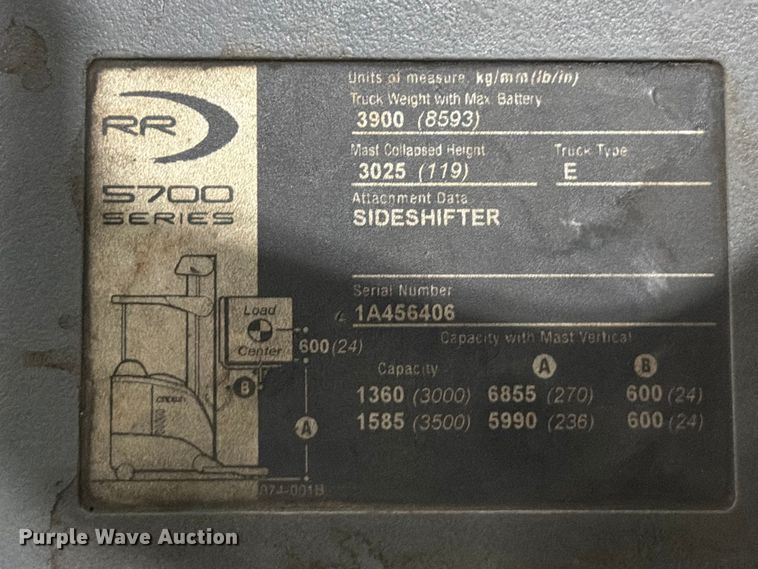 RR
5700
SERIES
Units of measure kg/mm (lb/in)
Truck Weight with Max. Battery
3900 (8593)
Mast Collapsed Height Truck Type
3025 (119) E
Attachment Data
SIDESHIFTER
Serial Number
1A456406
Load
Center
600 (24)
B
A
CROWN
Capacity with Mast Vertical
Capacity A B
1360 (3000) 6855 (270) 600 (24)
1585 (3500) 5990 (236) 600 (24)
Purple Wave Auction